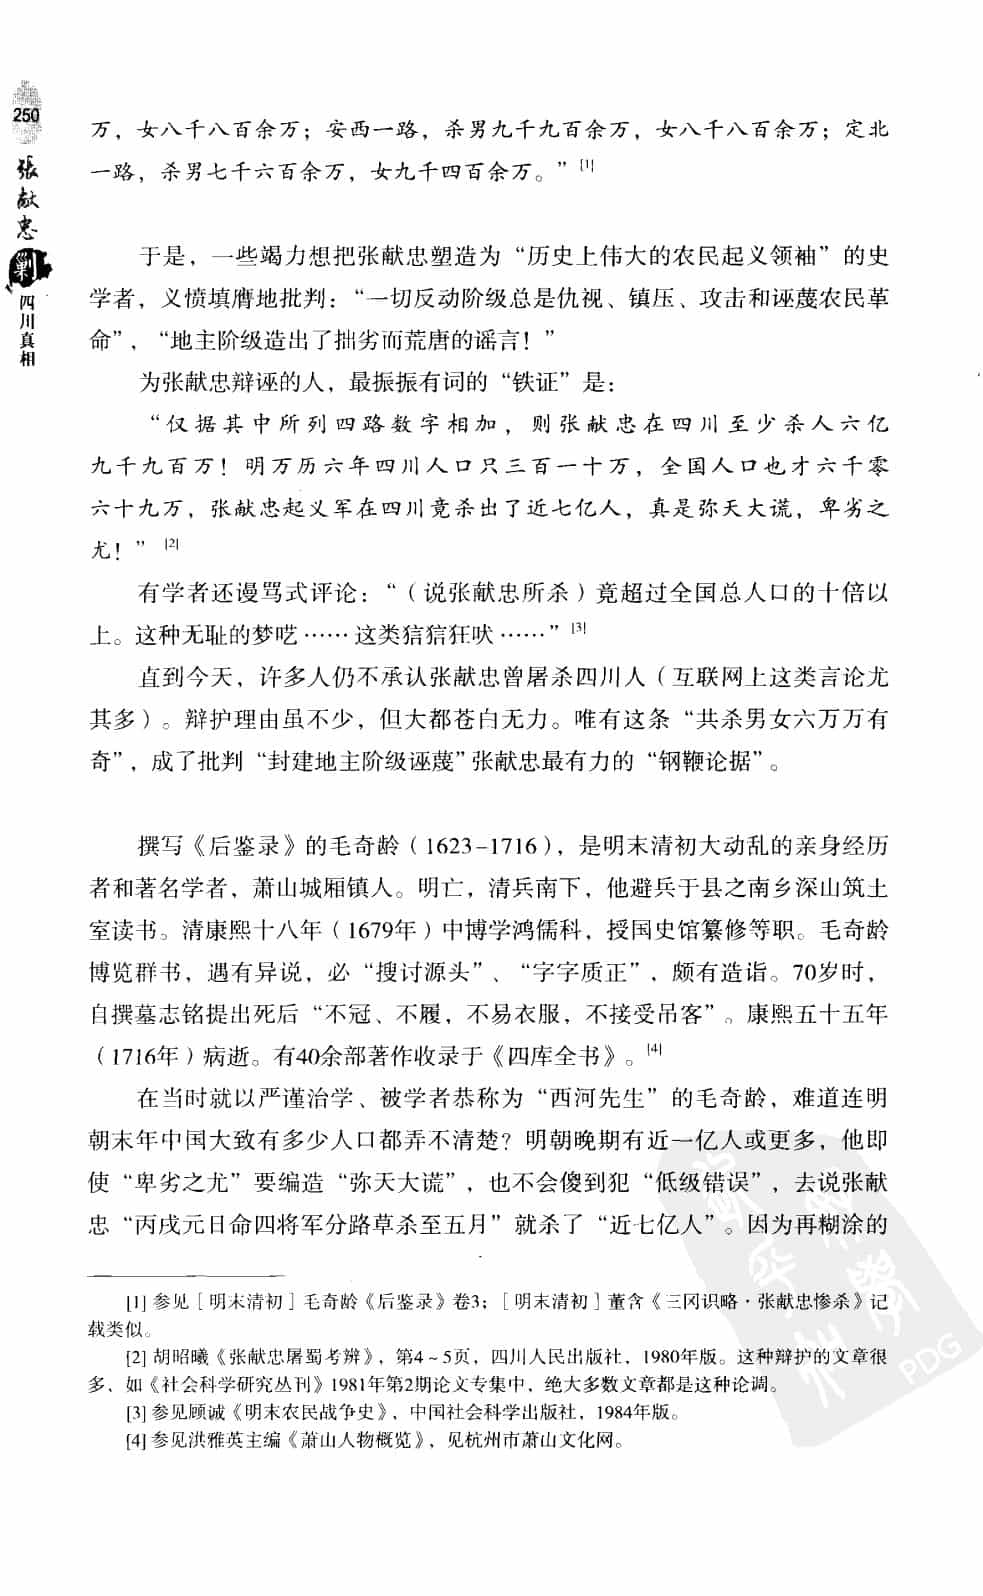 250
张献忠
剿
四川真相
万，女八千八百余万；安西一路，杀男九千九百余万，女八千八百余万；定北
一路，杀男七千六百余万，女九千四百余万。” [1]
于是，一些竭力想把张献忠塑造为“历史上伟大的农民起义领袖”的史
学者，义愤填膺地批判：“一切反动阶级总是仇视、镇压、攻击和诬蔑农民革
命”，“地主阶级造出了拙劣而荒唐的谣言！”
为张献忠辩诬的人，最振振有词的“铁证”是：
“仅据其中所列四路数字相加，则张献忠在四川至少杀人六亿
九千九百万！明万历六年四川人口只三百一十万，全国人口也才六千零
六十九万，张献忠起义军在四川竟杀出了近七亿人，真是弥天大谎，卑劣之
尤！” [2]
有学者还谩骂式评论：“（说张献忠所杀）竟超过全国总人口的十倍以
上。这种无耻的梦呓……这类狺狺狂吠……” [3]
直到今天，许多人仍不承认张献忠曾屠杀四川人（互联网上这类言论尤
其多）。辩护理由虽不少，但大都苍白无力。唯有这条“共杀男女六万万有
奇”，成了批判“封建地主阶级诬蔑”张献忠最有力的“钢鞭论据”。
撰写《后鉴录》的毛奇龄（1623–1716），是明末清初大动乱的亲身经历
者和著名学者，萧山城厢镇人。明亡，清兵南下，他避兵于县之南乡深山筑土
室读书。清康熙十八年（1679年）中博学鸿儒科，授国史馆纂修等职。毛奇龄
博览群书，遇有异说，必“搜讨源头”、“字字质正”，颇有造诣。70岁时，
自撰墓志铭提出死后“不冠、不履，不易衣服，不接受吊客”。康熙五十五年
（1716年）病逝。有40余部著作收录于《四库全书》。 [4]
在当时就以严谨治学、被学者恭称为“西河先生”的毛奇龄，难道连明
朝末年中国大致有多少人口都弄不清楚？明朝晚期有近一亿人或更多，他即
使“卑劣之尤”要编造“弥天大谎”，也不会傻到犯“低级错误”，去说张献
忠“丙戌元日命四将军分路草杀至五月”就杀了“近七亿人”。因为再糊涂的
[1] 参见［明末清初］毛奇龄《后鉴录》卷3；［明末清初］董含《三冈识略·张献忠惨杀》记
载类似。
[2] 胡昭曦《张献忠屠蜀考辨》，第4～5页，四川人民出版社，1980年版。这种辩护的文章很
多，如《社会科学研究丛刊》1981年第2期论文专集中，绝大多数文章都是这种论调。
[3] 参见顾诚《明末农民战争史》，中国社会科学出版社，1984年版。
[4] 参见洪雅英主编《萧山人物概览》，见杭州市萧山文化网。
PDG